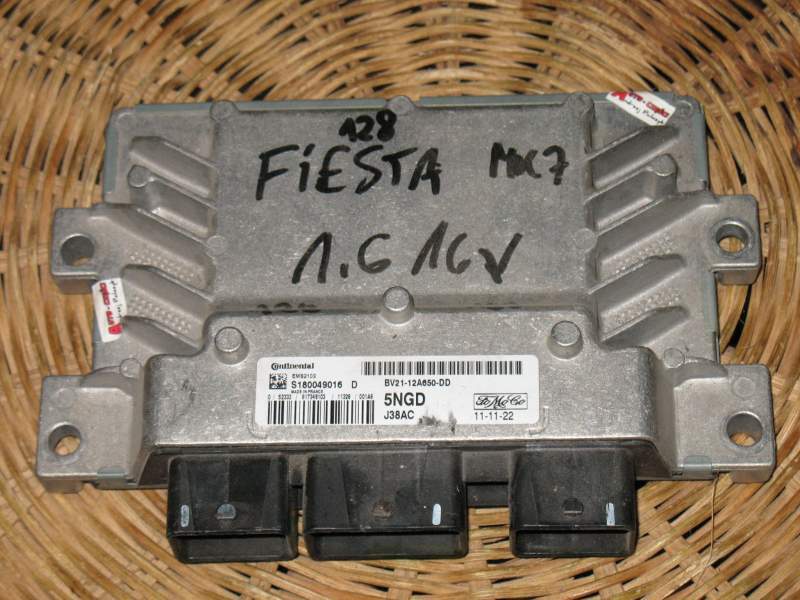 128
FiESTA MK7
1.6 16V
Continental
EMS2103
S180049016 D
MADE IN FRANCE
BV21-12A650-DD
5NGD
J38AC
FoMoCo
11-11-22